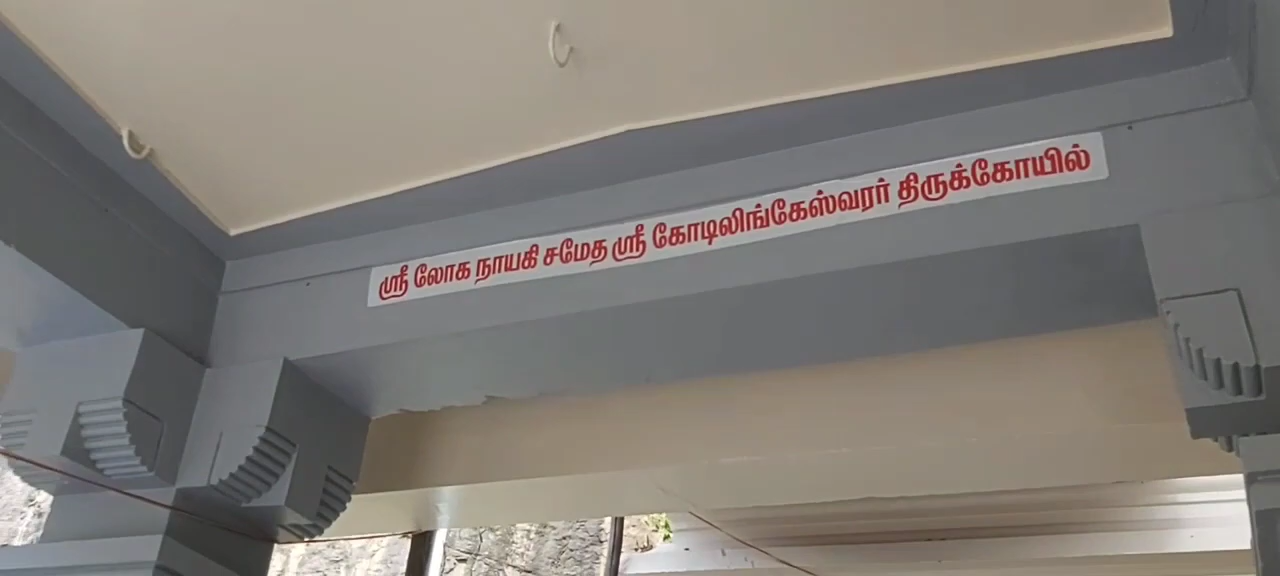 ஸ்ரீ லோக நாயகி சமேத ஸ்ரீ கோடிலிங்கேஸ்வரர் திருக்கோயில்